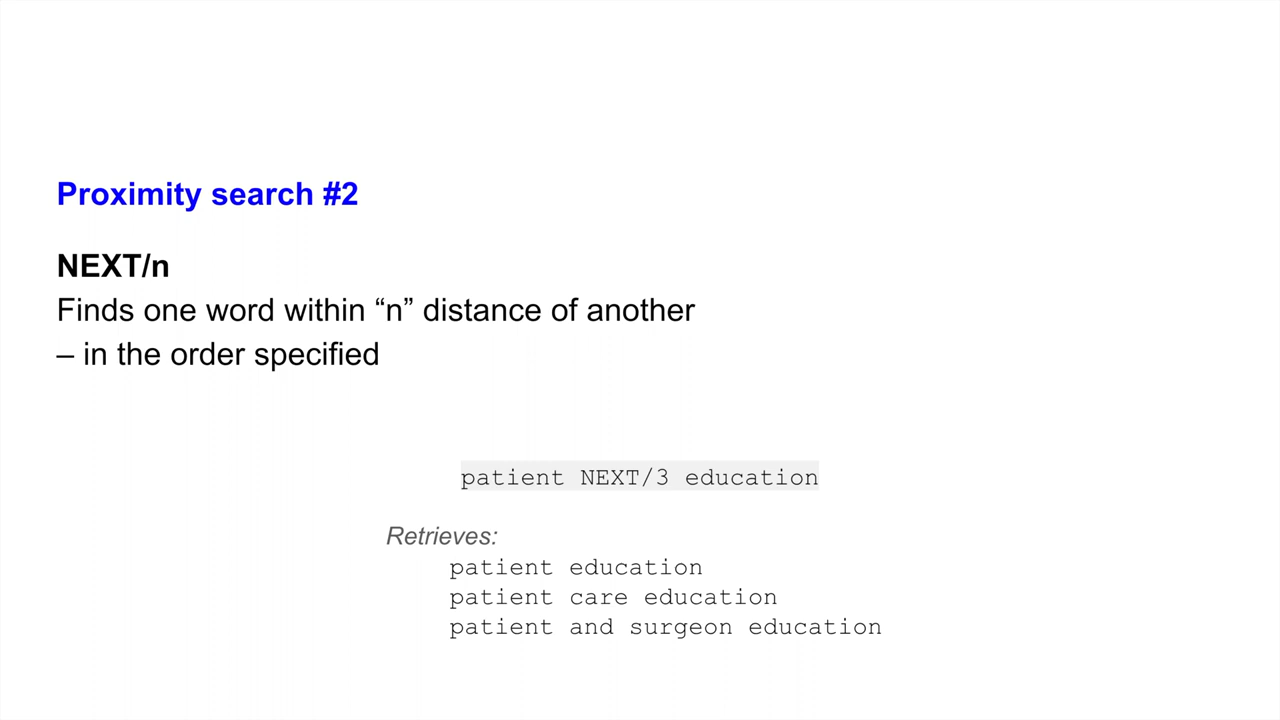 Proximity search #2
NEXT/n
Finds one word within “n” distance of another
– in the order specified
patient NEXT/3 education
Retrieves:
patient education
patient care education
patient and surgeon education